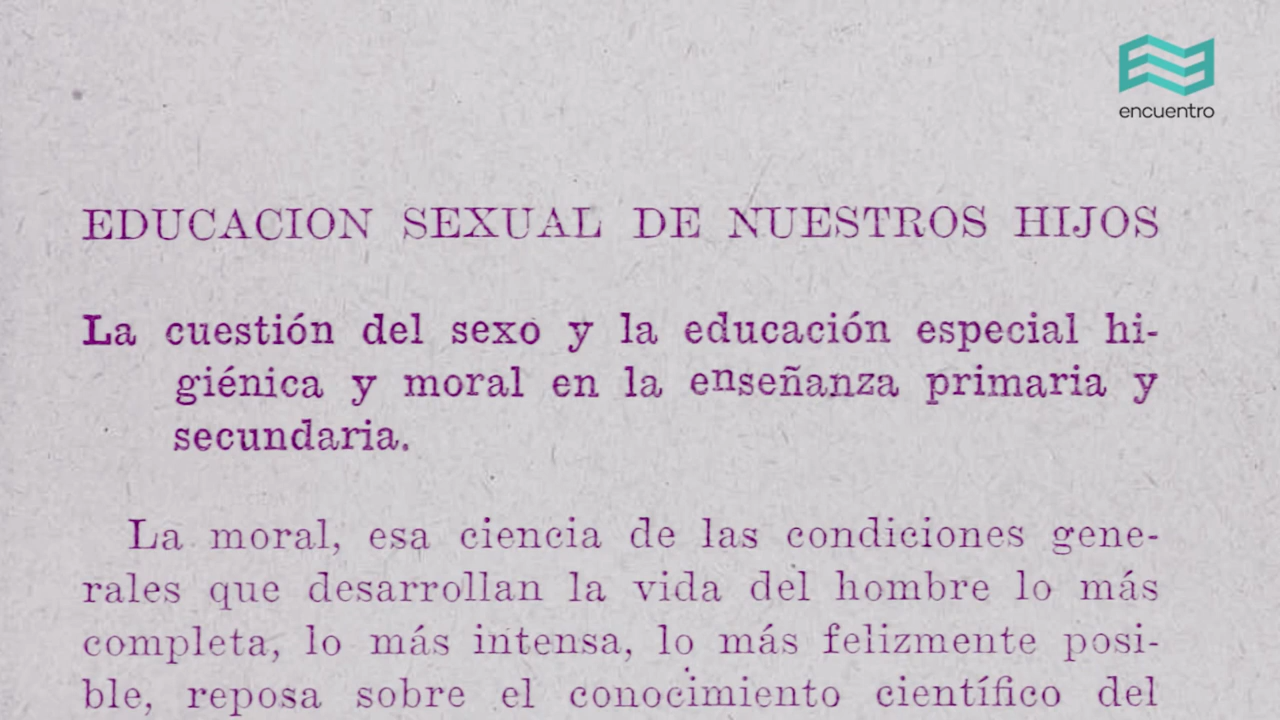 encuentro
EDUCACION SEXUAL DE NUESTROS HIJOS
La cuestión del sexo y la educación especial hi-
giénica y moral en la enseñanza primaria y
secundaria.
La moral, esa ciencia de las condiciones gene-
rales que desarrollan la vida del hombre lo más
completa, lo más intensa, lo más felizmente posi-
ble, reposa sobre el conocimiento científico del